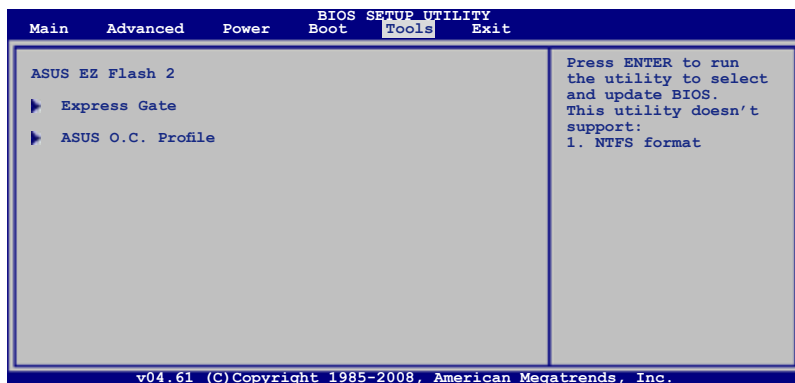 BIOS SETUP UTILITY
Main Advanced Power Boot Tools Exit
ASUS EZ Flash 2
Express Gate
ASUS O.C. Profile
Press ENTER to run
the utility to select
and update BIOS.
This utility doesn’t
support:
1. NTFS format
v04.61 (C)Copyright 1985-2008, American Megatrends, Inc.